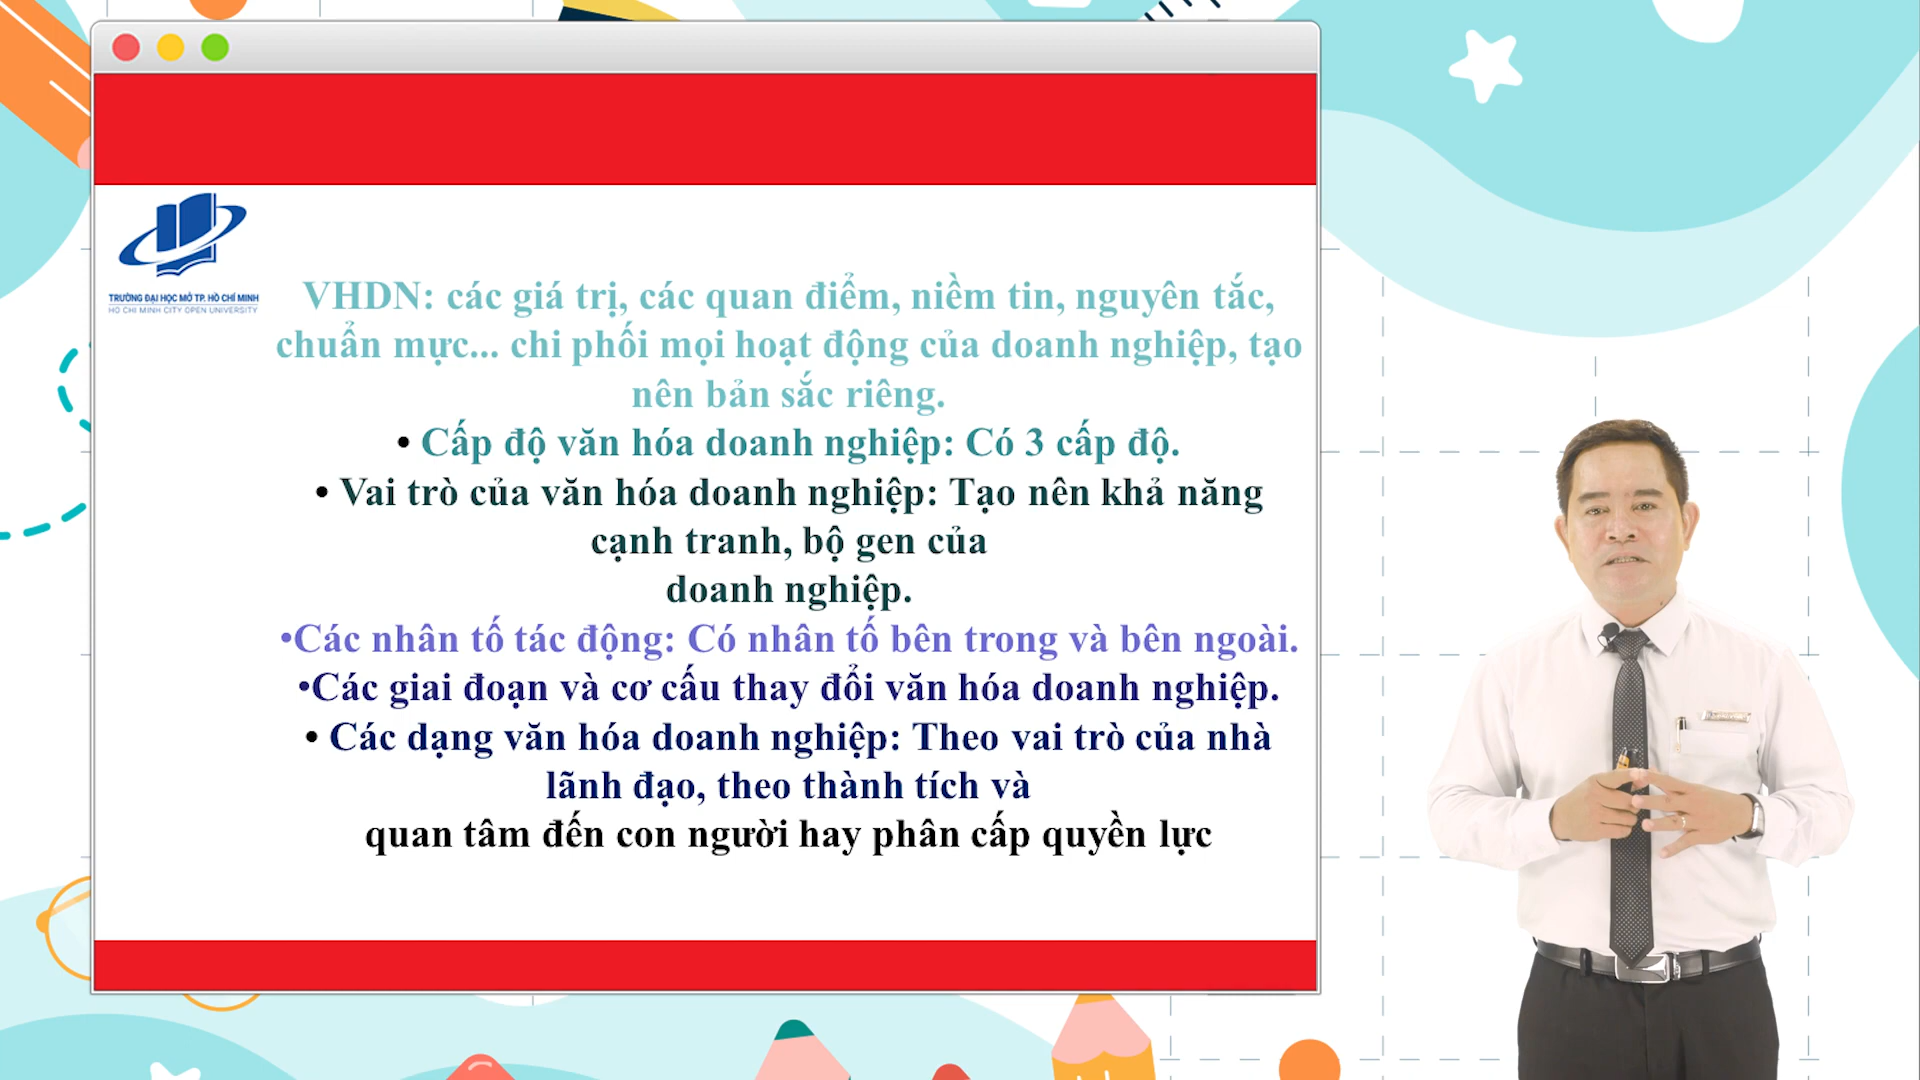 TRƯỜNG ĐẠI HỌC MỞ TP. HỒ CHÍ MINH
HO CHI MINH CITY OPEN UNIVERSITY
VHDN: các giá trị, các quan điểm, niềm tin, nguyên tắc,
chuẩn mực... chi phối mọi hoạt động của doanh nghiệp, tạo
nên bản sắc riêng.
• Cấp độ văn hóa doanh nghiệp: Có 3 cấp độ.
• Vai trò của văn hóa doanh nghiệp: Tạo nên khả năng
cạnh tranh, bộ gen của
doanh nghiệp.
•Các nhân tố tác động: Có nhân tố bên trong và bên ngoài.
•Các giai đoạn và cơ cấu thay đổi văn hóa doanh nghiệp.
• Các dạng văn hóa doanh nghiệp: Theo vai trò của nhà
lãnh đạo, theo thành tích và
quan tâm đến con người hay phân cấp quyền lực